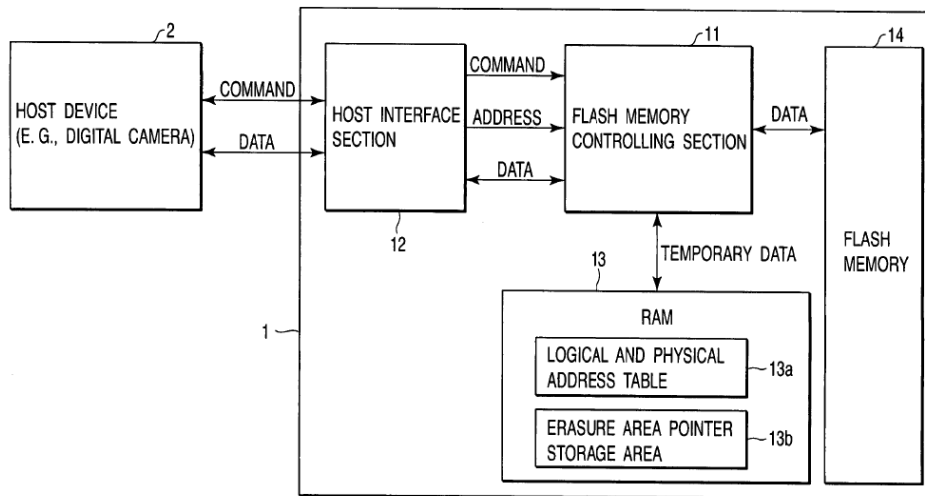 2
11
14
HOST DEVICE
(E. G., DIGITAL CAMERA)
COMMAND
DATA
HOST INTERFACE
SECTION
12
COMMAND
ADDRESS
DATA
FLASH MEMORY
CONTROLLING SECTION
DATA
FLASH
MEMORY
TEMPORARY DATA
13
1
RAM
LOGICAL AND PHYSICAL
ADDRESS TABLE
13a
ERASURE AREA POINTER
STORAGE AREA
13b